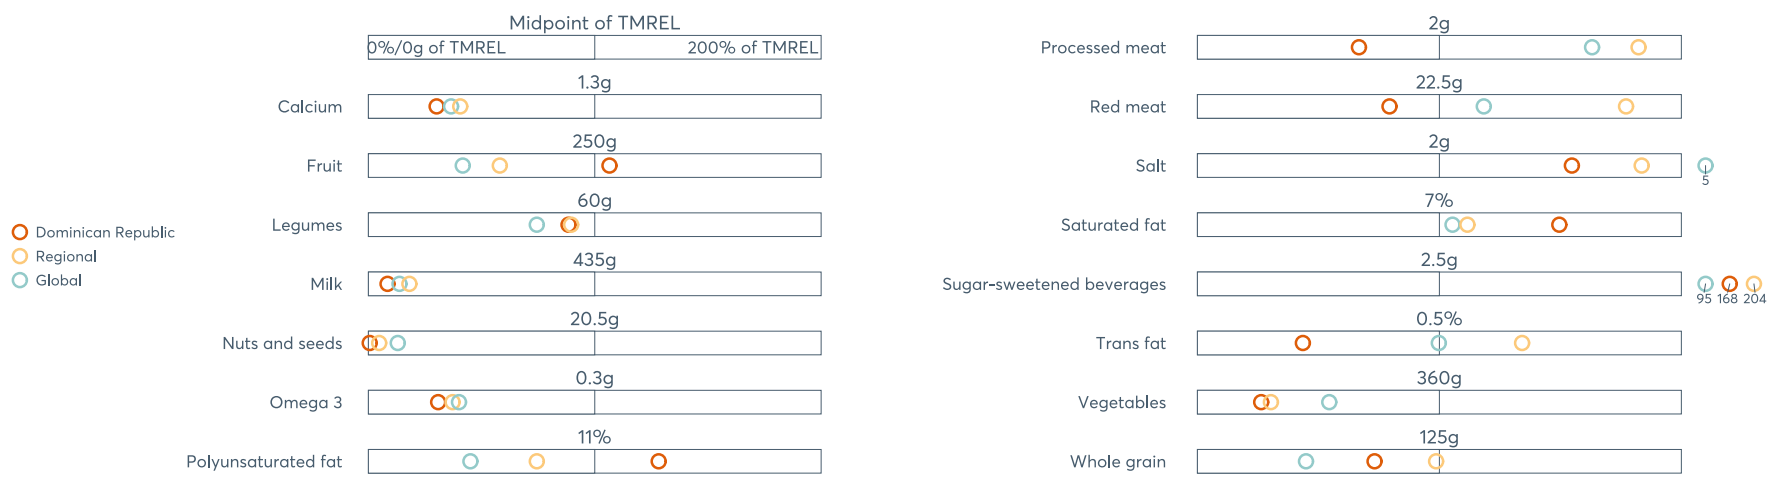 Midpoint of TMREL
0%/0g of TMREL 200% of TMREL
1.3g
Calcium
250g
Fruit
60g
Legumes
435g
Milk
20.5g
Nuts and seeds
0.3g
Omega 3
11%
Polyunsaturated fat
Dominican Republic
Regional
Global
2g
Processed meat
22.5g
Red meat
2g
Salt
5
7%
Saturated fat
2.5g
Sugar-sweetened beverages
95 168 204
0.5%
Trans fat
360g
Vegetables
125g
Whole grain